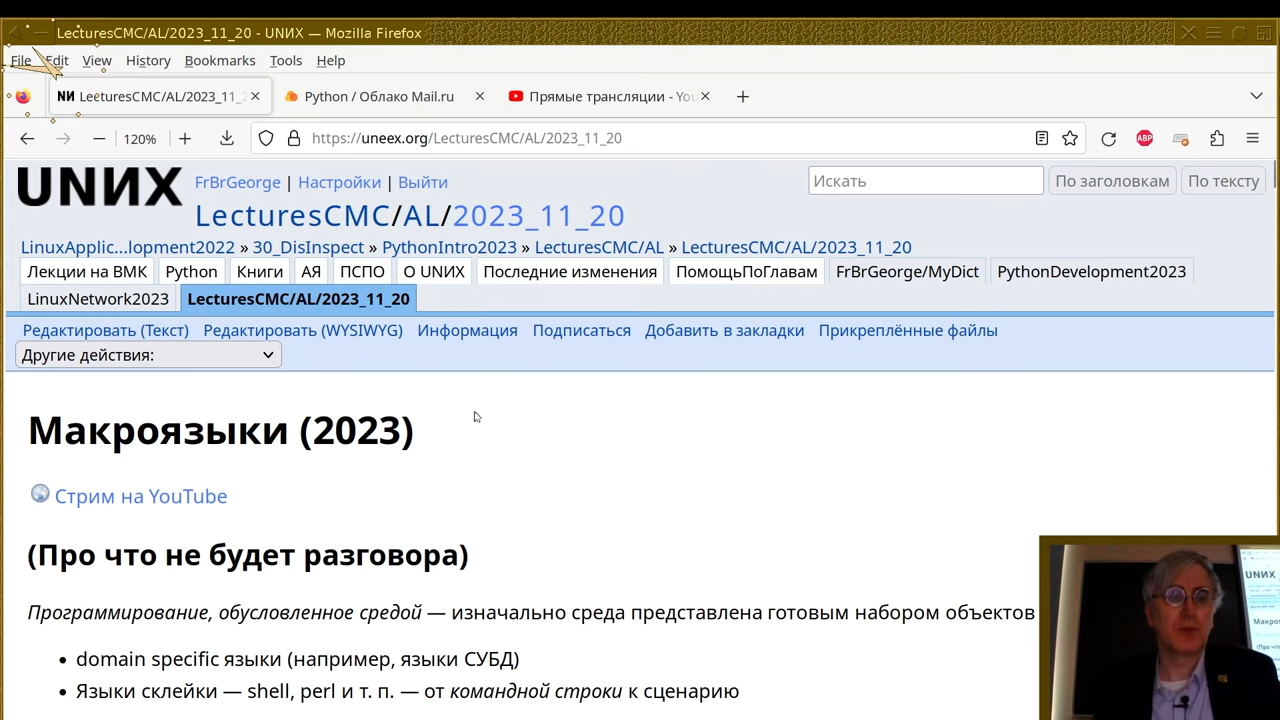 LecturesCMC/AL/2023_11_20 - UNИX — Mozilla Firefox
File Edit View History Bookmarks Tools Help
NИ LecturesCMC/AL/2023_11_2 Python / Облако Mail.ru Прямые трансляции - You
120% https://uneex.org/LecturesCMC/AL/2023_11_20 ABP
UNИX FrBrGeorge | Настройки | Выйти Искать По заголовкам По тексту
LecturesCMC/AL/2023_11_20
LinuxApplic...lopment2022 » 30_DisInspect » PythonIntro2023 » LecturesCMC/AL » LecturesCMC/AL/2023_11_20
Лекции на ВМК Python Книги АЯ ПСПО О UNIX Последние изменения ПомощьПоГлавам FrBrGeorge/MyDict PythonDevelopment2023
LinuxNetwork2023 LecturesCMC/AL/2023_11_20
Редактировать (Текст) Редактировать (WYSIWYG) Информация Подписаться Добавить в закладки Прикреплённые файлы
Другие действия:
Макроязыки (2023)
Стрим на YouTube
(Про что не будет разговора)
Программирование, обусловленное средой — изначально среда представлена готовым набором объектов
• domain specific языки (например, языки СУБД)
• Языки склейки — shell, perl и т. п. — от командной строки к сценарию
UNИX